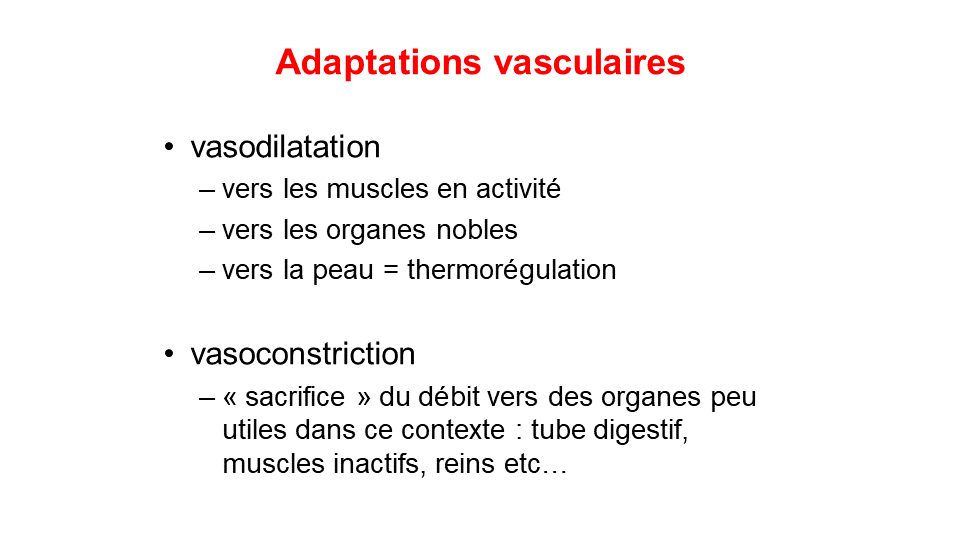 Adaptations vasculaires
• vasodilatation
– vers les muscles en activité
– vers les organes nobles
– vers la peau = thermorégulation
• vasoconstriction
– « sacrifice » du débit vers des organes peu
utiles dans ce contexte : tube digestif,
muscles inactifs, reins etc…